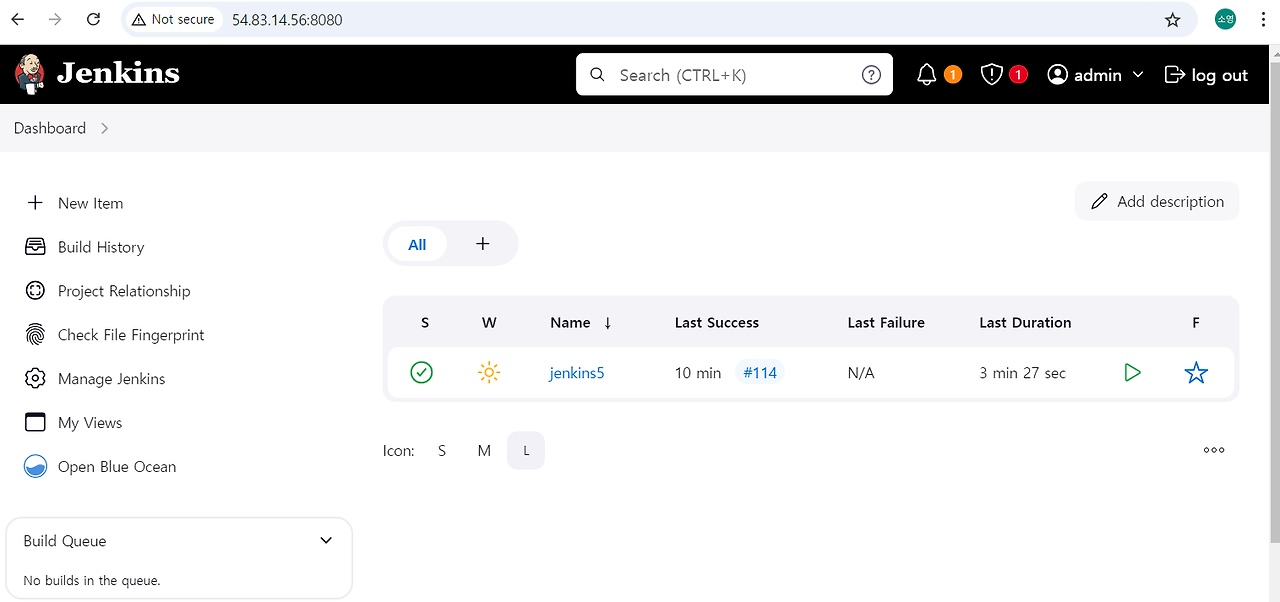 Not secure 54.83.14.56:8080 소영
Jenkins Search (CTRL+K) 1 1 admin log out
Dashboard
New Item
Build History
Project Relationship
Check File Fingerprint
Manage Jenkins
My Views
Open Blue Ocean
Build Queue
No builds in the queue.
Add description
All +
S W Name ↓ Last Success Last Failure Last Duration F
jenkins5 10 min #114 N/A 3 min 27 sec
Icon: S M L